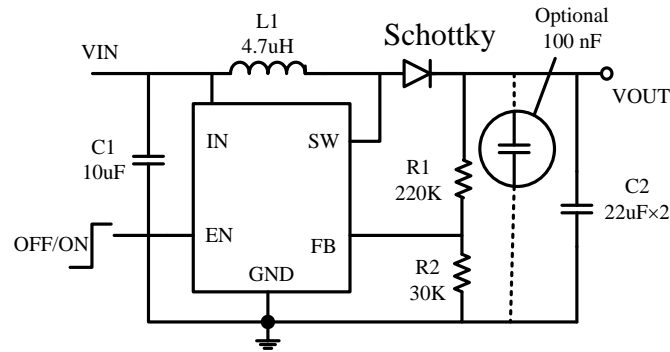 Optional
100 nF
L1
4.7uH
Schottky
VIN
VOUT
C1
10uF
IN
SW
R1
220K
C2
22uF×2
OFF/ON
EN
FB
GND
R2
30K